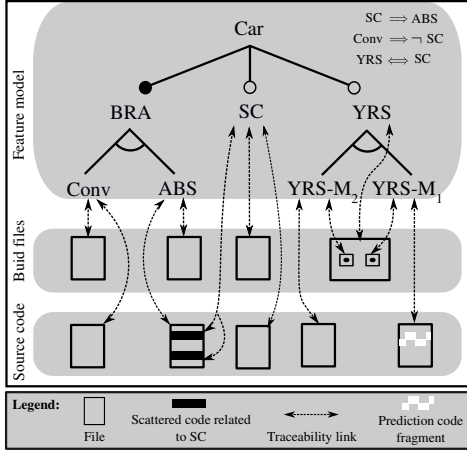 Car
SC ⟹ ABS
Conv ⟹ ¬ SC
YRS ⟺ SC
Feature model
BRA SC YRS
Conv ABS YRS-M2 YRS-M1
Buid files
Source code
Legend:
File
Scattered code related
to SC
Traceability link
Prediction code
fragment